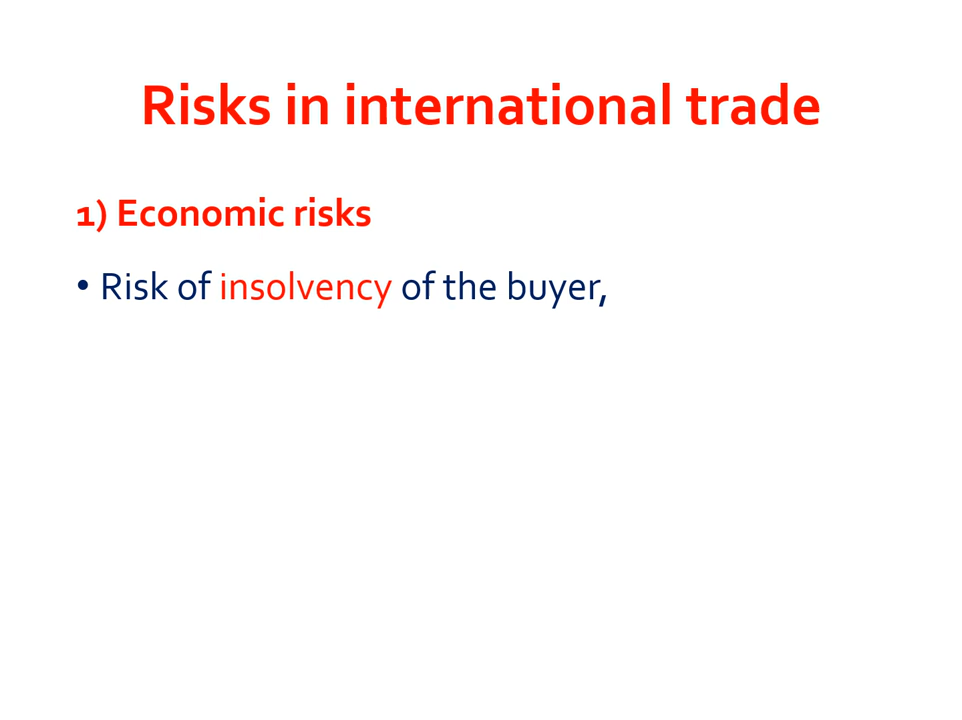 Risks in international trade
1) Economic risks
• Risk of insolvency of the buyer,